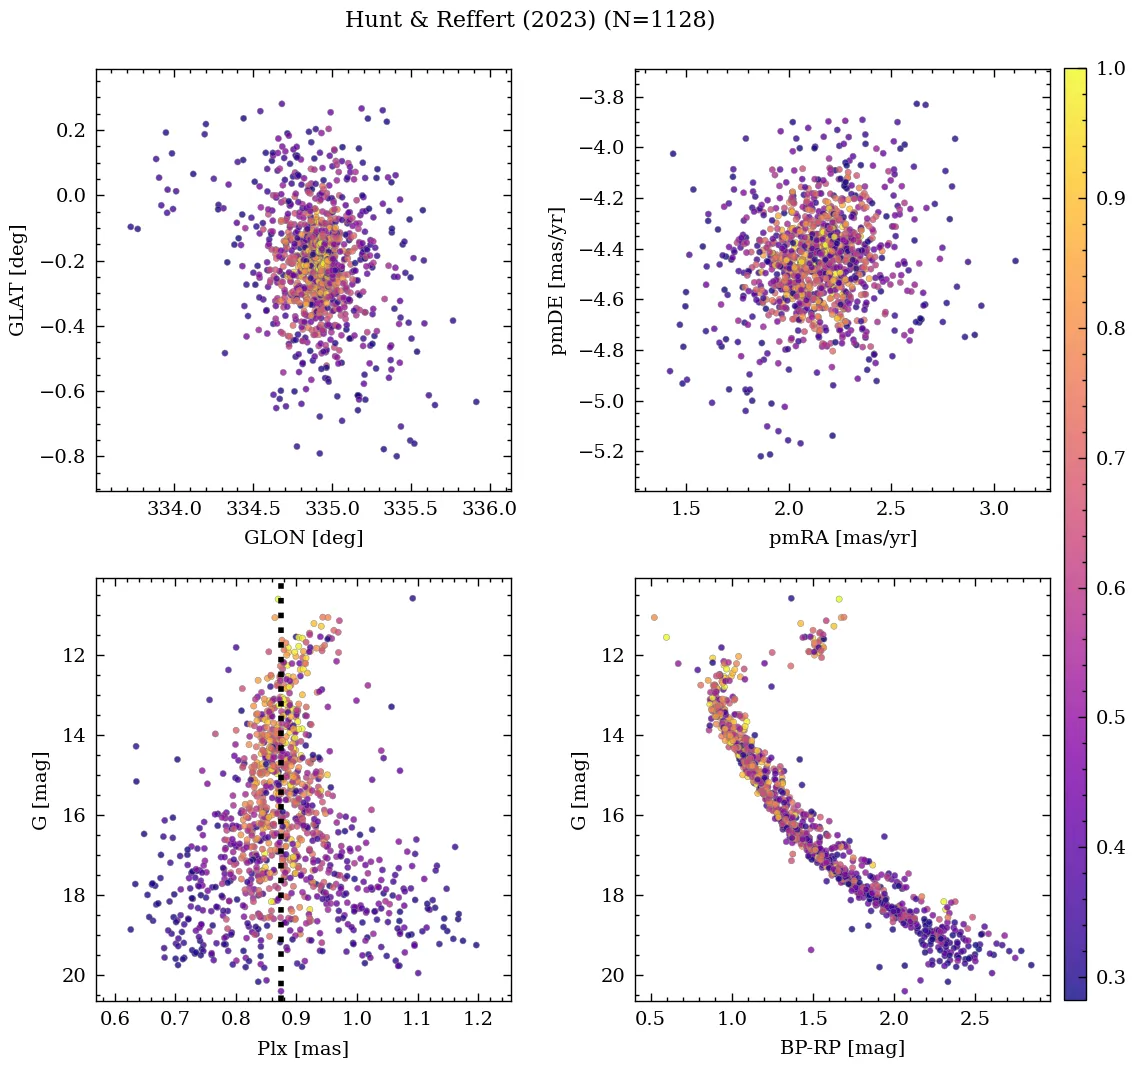 Hunt & Reffert (2023) (N=1128)
0.2
0.0
−0.2
−0.4
−0.6
−0.8
GLAT [deg]
334.0 334.5 335.0 335.5 336.0
GLON [deg]
−3.8
−4.0
−4.2
−4.4
−4.6
−4.8
−5.0
−5.2
pmDE [mas/yr]
1.5 2.0 2.5 3.0
pmRA [mas/yr]
12
14
16
18
20
G [mag]
0.6 0.7 0.8 0.9 1.0 1.1 1.2
Plx [mas]
12
14
16
18
20
G [mag]
0.5 1.0 1.5 2.0 2.5
BP-RP [mag]
1.0
0.9
0.8
0.7
0.6
0.5
0.4
0.3